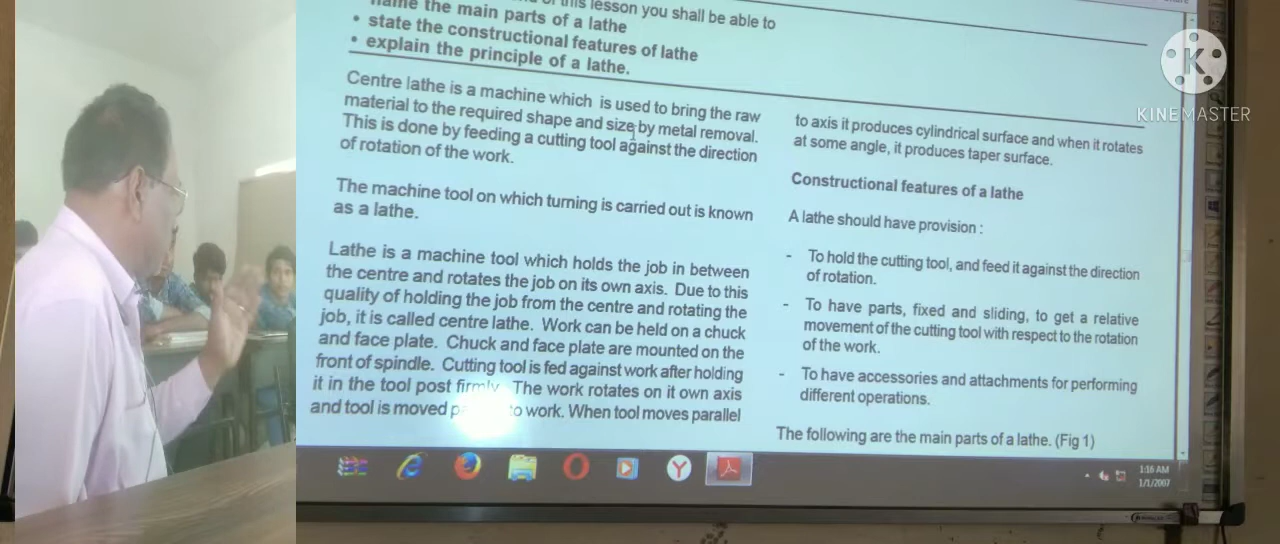 this lesson you shall be able to
name the main parts of a lathe
• state the constructional features of lathe
• explain the principle of a lathe.
Centre lathe is a machine which is used to bring the raw
material to the required shape and size by metal removal.
This is done by feeding a cutting tool against the direction
of rotation of the work.
The machine tool on which turning is carried out is known
as a lathe.
Lathe is a machine tool which holds the job in between
the centre and rotates the job on its own axis. Due to this
quality of holding the job from the centre and rotating the
job, it is called centre lathe. Work can be held on a chuck
and face plate. Chuck and face plate are mounted on the
front of spindle. Cutting tool is fed against work after holding
it in the tool post firmly. The work rotates on it own axis
and tool is moved to work. When tool moves parallel
to axis it produces cylindrical surface and when it rotates
at some angle, it produces taper surface.
Constructional features of a lathe
A lathe should have provision :
- To hold the cutting tool, and feed it against the direction
of rotation.
- To have parts, fixed and sliding, to get a relative
movement of the cutting tool with respect to the rotation
of the work.
- To have accessories and attachments for performing
different operations.
The following are the main parts of a lathe. (Fig 1)
1:16 AM
1/1/2007
K
KINEMASTER